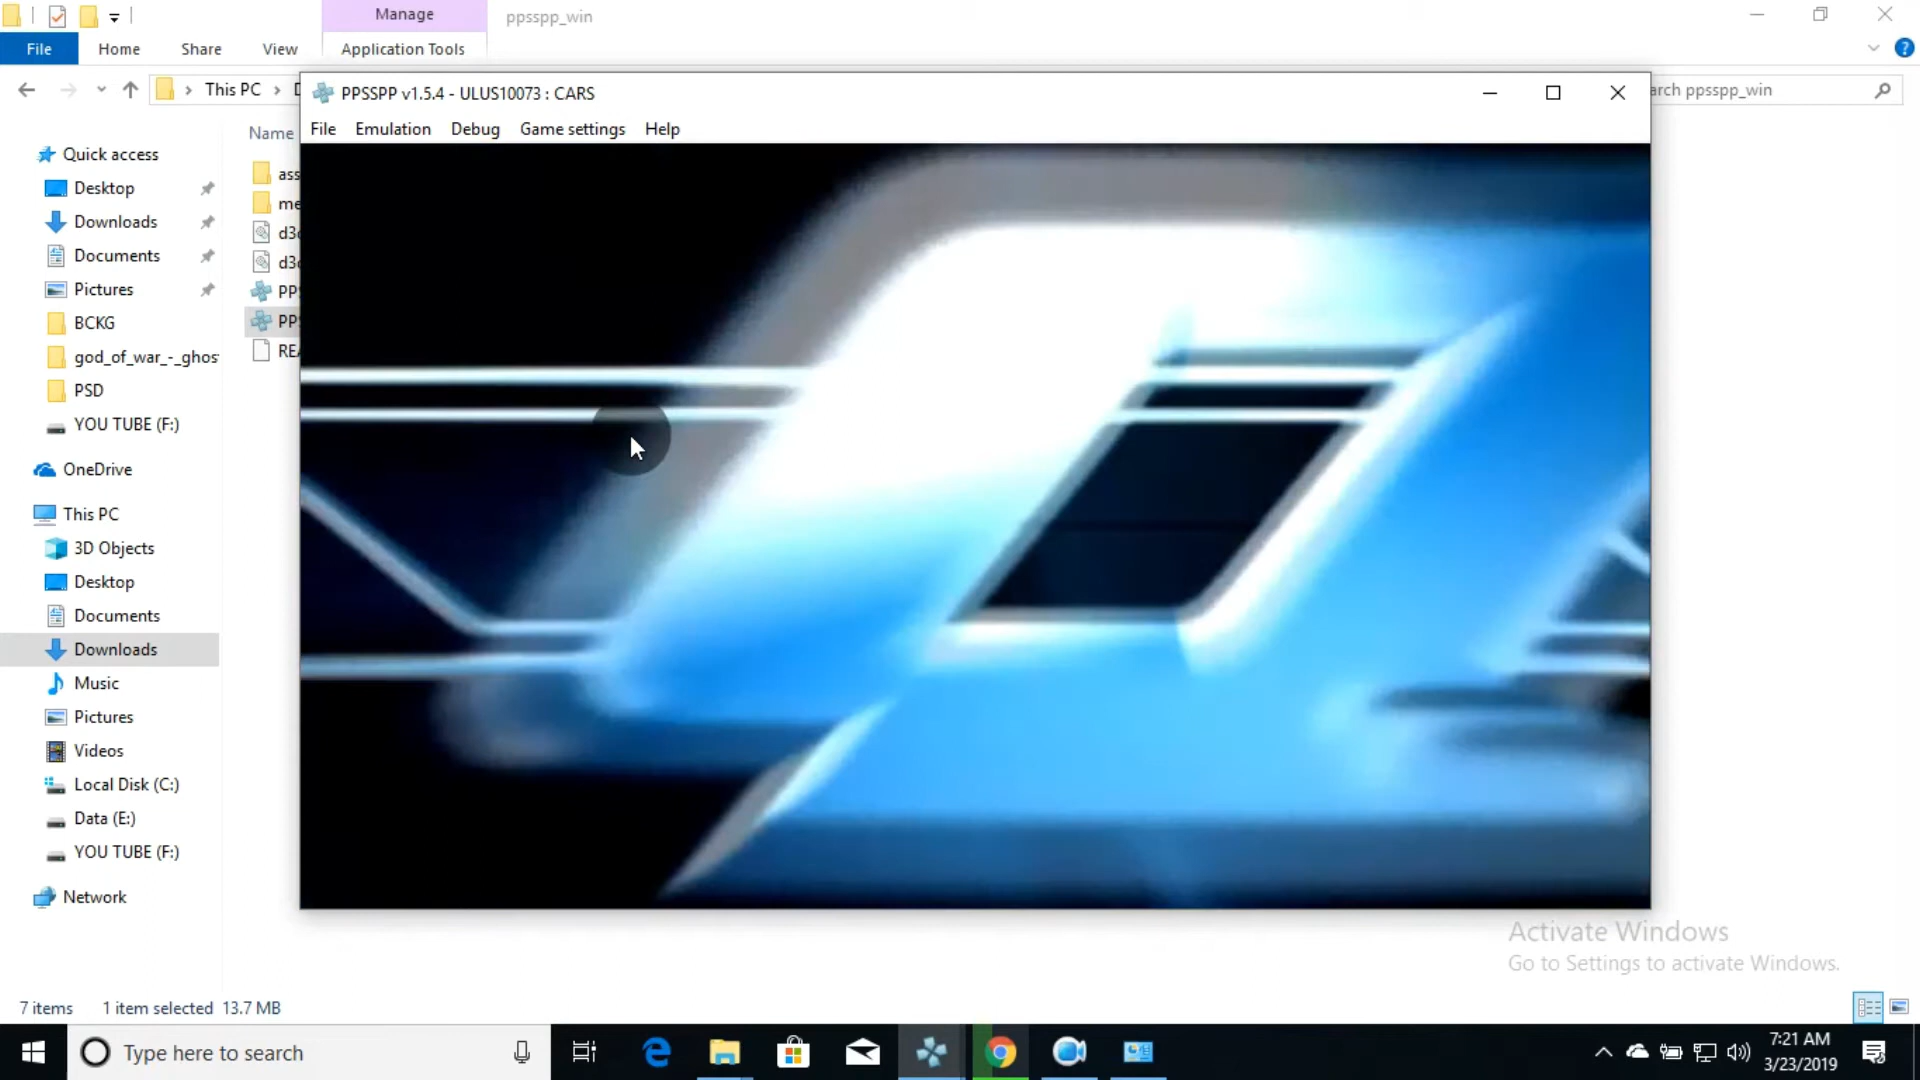 Manage
ppsspp_win
File
Home
Share
View
Application Tools
This PC
ppsspp_win
PPSSPP v1.5.4 - ULUS10073 : CARS
File
Emulation
Debug
Game settings
Help
Name
Quick access
Desktop
Downloads
Documents
Pictures
BCKG
god_of_war_-_ghos
PSD
YOU TUBE (F:)
OneDrive
This PC
3D Objects
Desktop
Documents
Downloads
Music
Pictures
Videos
Local Disk (C:)
Data (E:)
YOU TUBE (F:)
Network
Activate Windows
Go to Settings to activate Windows.
7 items
1 item selected 13.7 MB
Type here to search
7:21 AM
3/23/2019